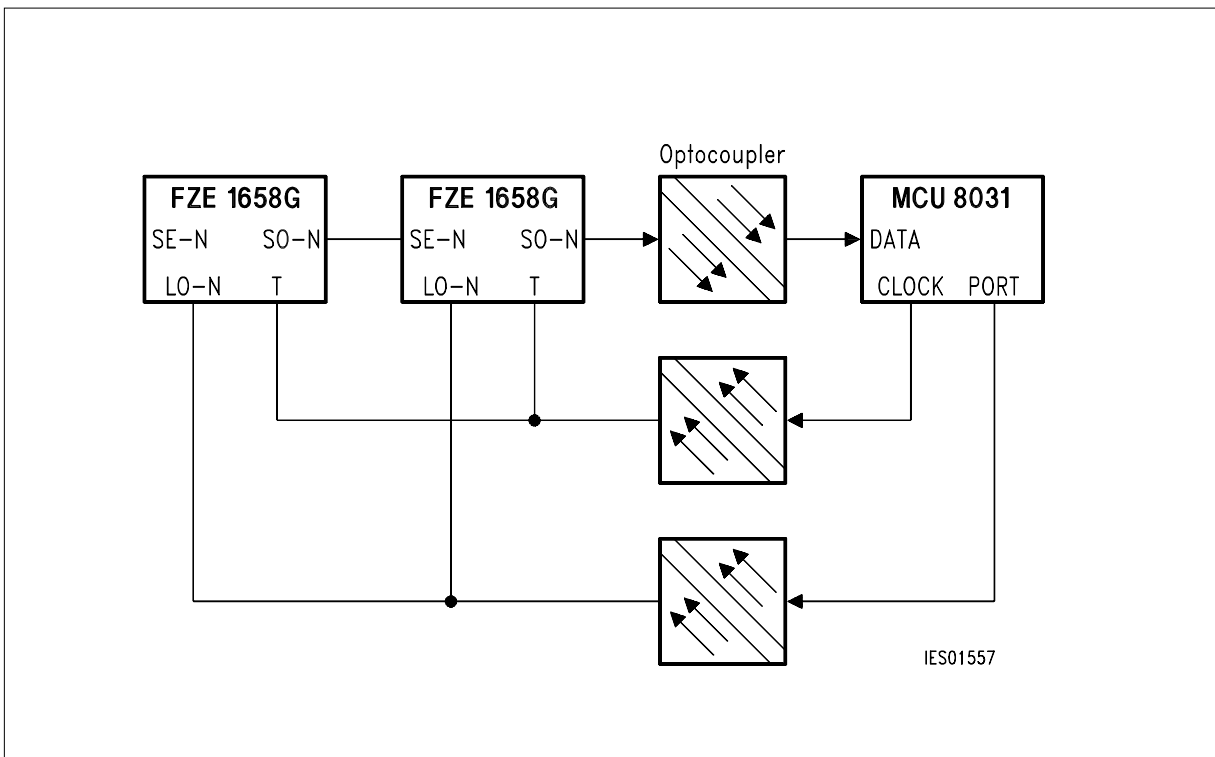 Optocoupler
FZE 1658G
SE-N SO-N
LO-N T
FZE 1658G
SE-N SO-N
LO-N T
MCU 8031
DATA
CLOCK PORT
IES01557